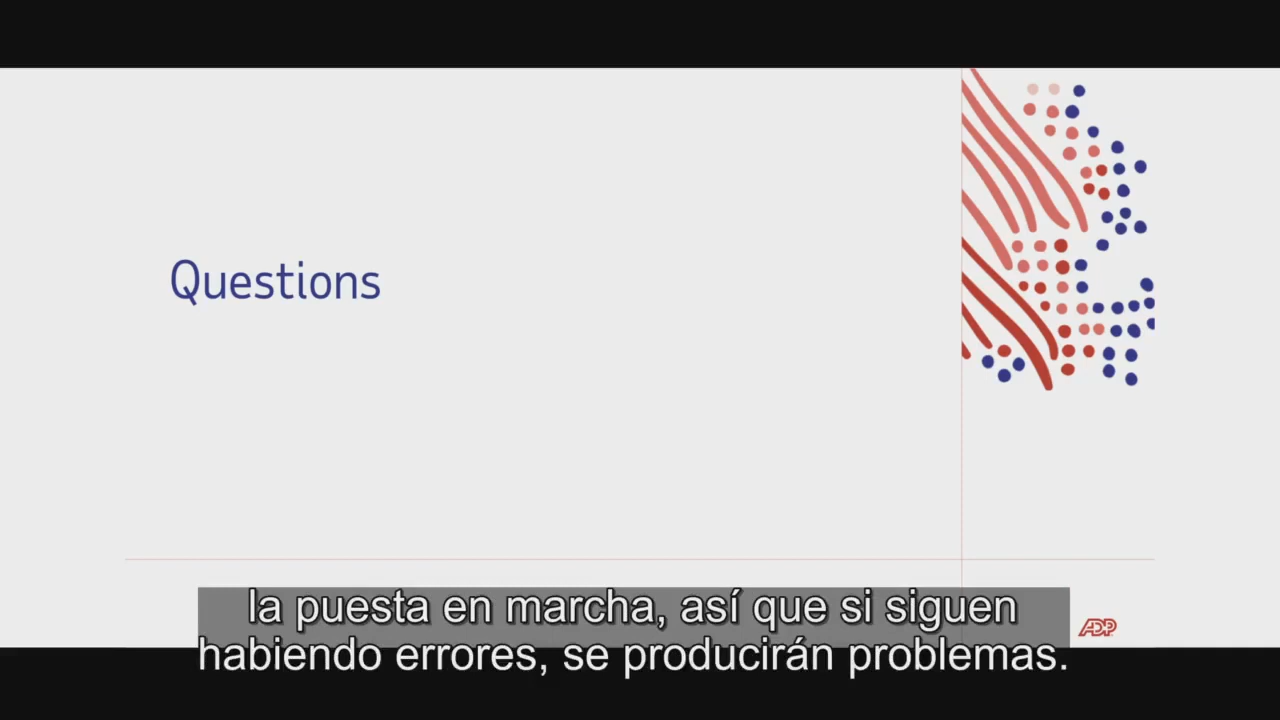 Questions
la puesta en marcha, así que si siguen
habiendo errores, se producirán problemas.
ADP